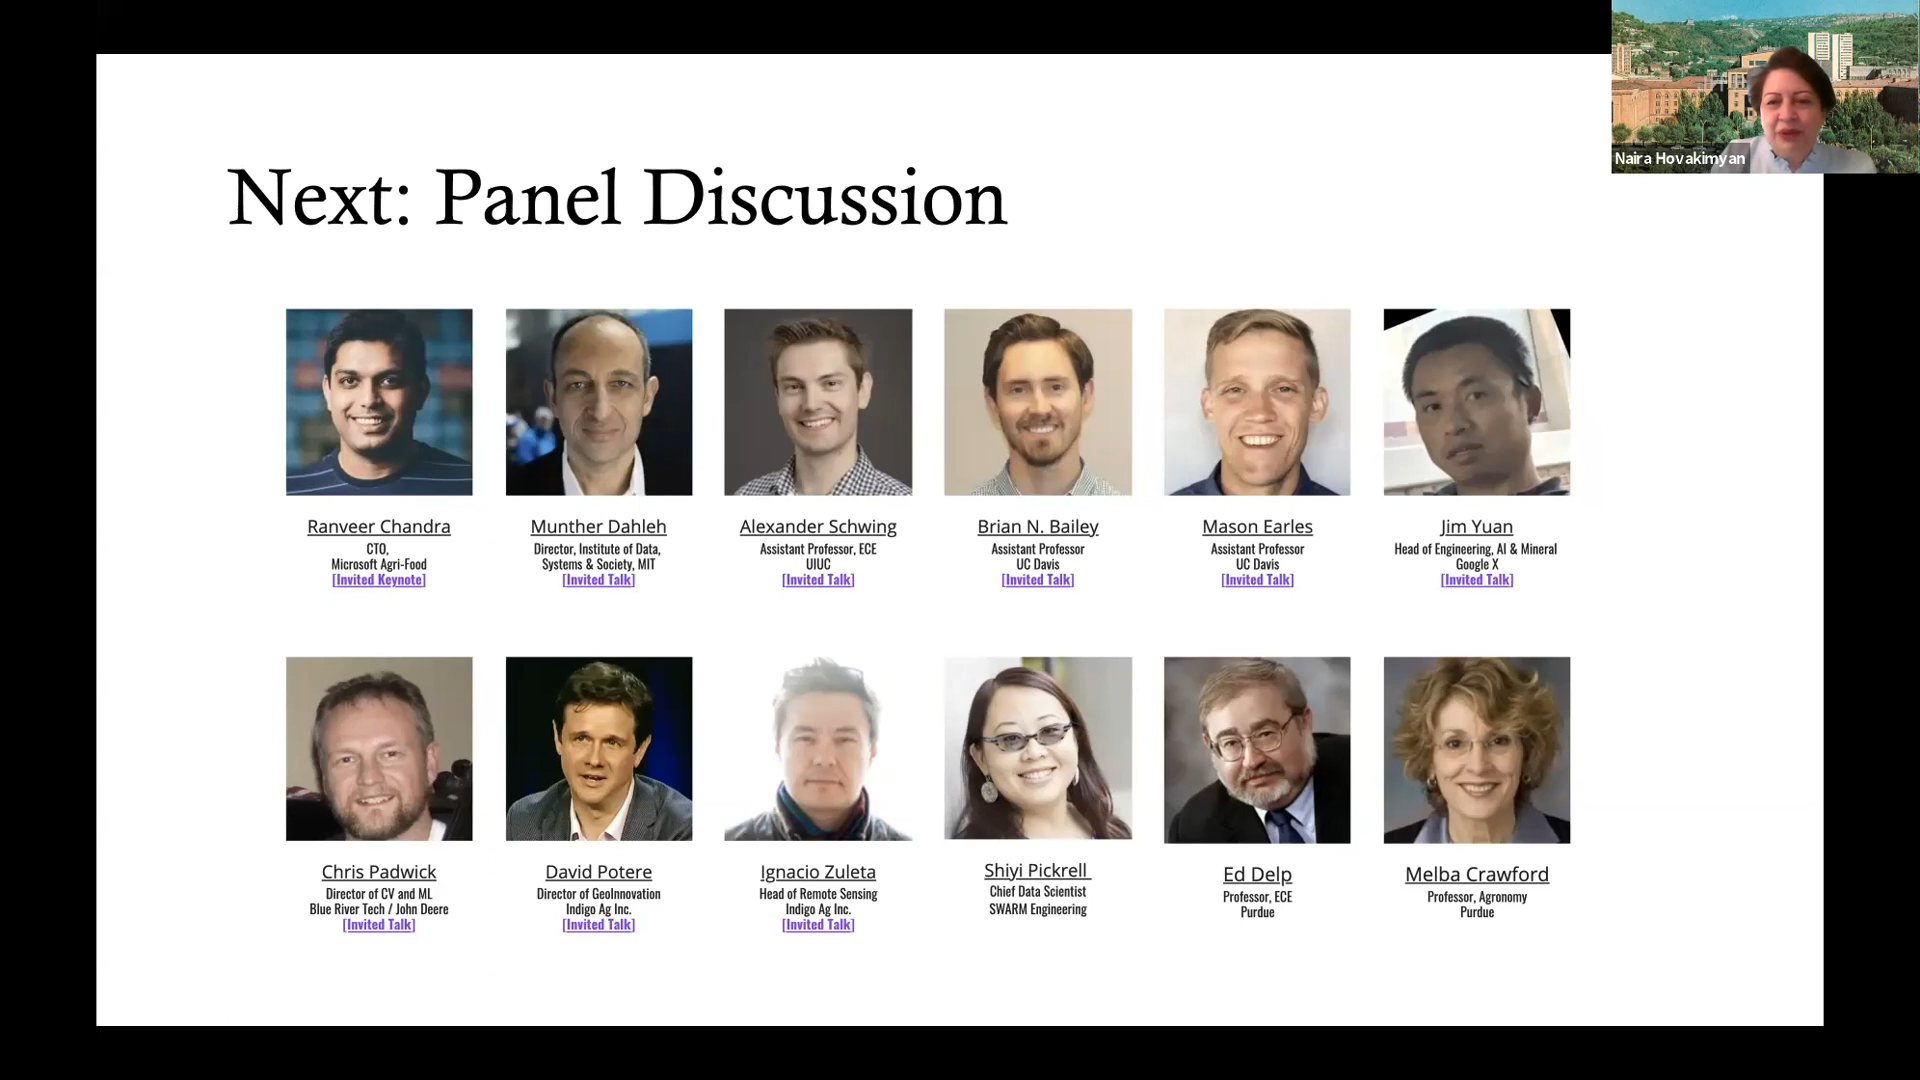 Naira Hovakimyan
Next: Panel Discussion
Ranveer Chandra
CTO,
Microsoft Agri-Food
[Invited Keynote]
Munther Dahleh
Director, Institute of Data,
Systems & Society, MIT
[Invited Talk]
Alexander Schwing
Assistant Professor, ECE
UIUC
[Invited Talk]
Brian N. Bailey
Assistant Professor
UC Davis
[Invited Talk]
Mason Earles
Assistant Professor
UC Davis
[Invited Talk]
Jim Yuan
Head of Engineering, AI & Mineral
Google X
[Invited Talk]
Chris Padwick
Director of CV and ML
Blue River Tech / John Deere
[Invited Talk]
David Potere
Director of GeoInnovation
Indigo Ag Inc.
[Invited Talk]
Ignacio Zuleta
Head of Remote Sensing
Indigo Ag Inc.
[Invited Talk]
Shiyi Pickrell
Chief Data Scientist
SWARM Engineering
Ed Delp
Professor, ECE
Purdue
Melba Crawford
Professor, Agronomy
Purdue